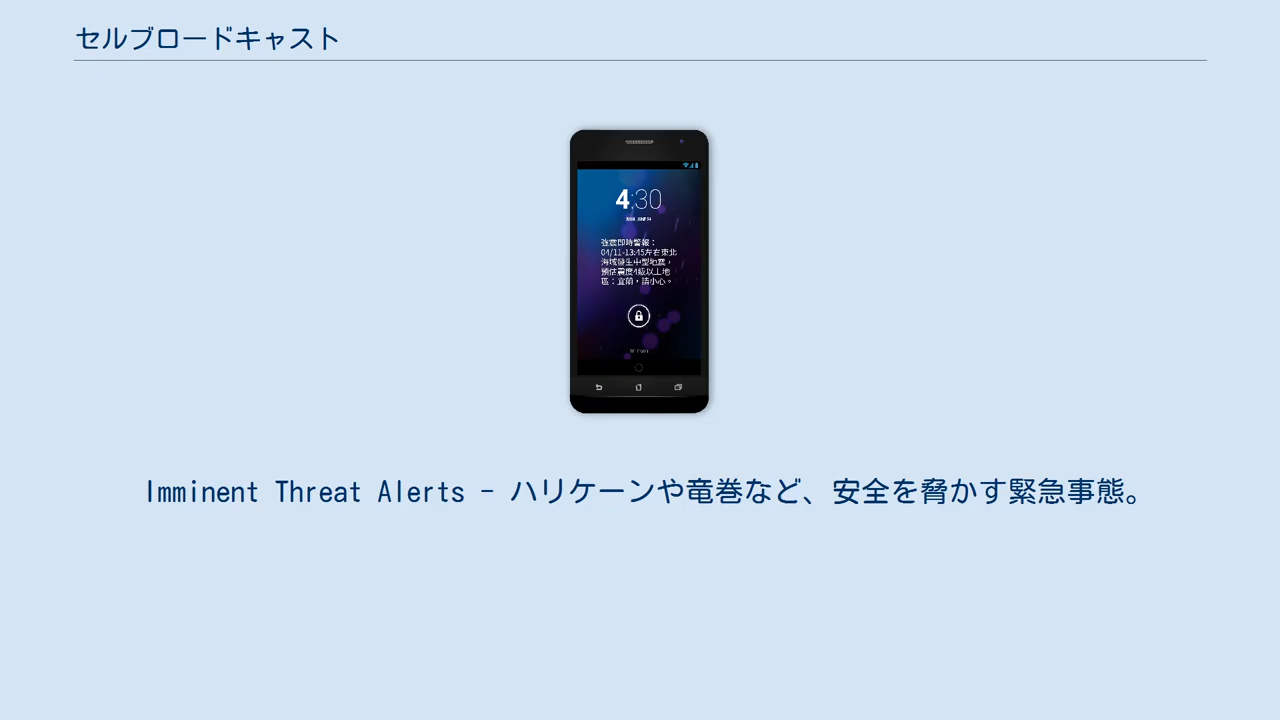 セルブロードキャスト
4:30
強震即時警報：
04/11-13:45左右東北
海域發生中型地震，
預估震度4級以上地
區：宜蘭，請小心。
Imminent Threat Alerts - ハリケーンや竜巻など、安全を脅かす緊急事態。